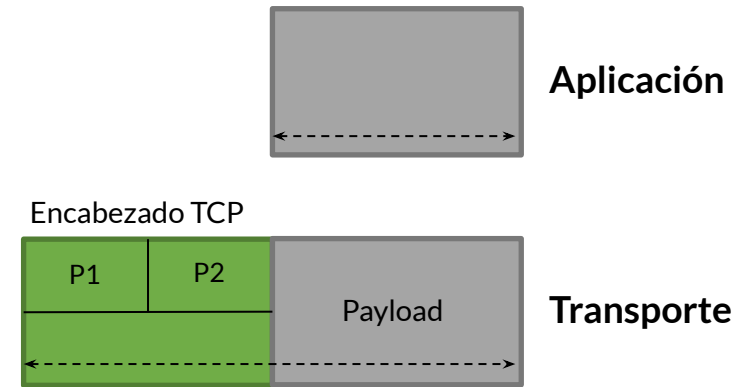 Aplicación
Encabezado TCP
P1
P2
Payload
Transporte